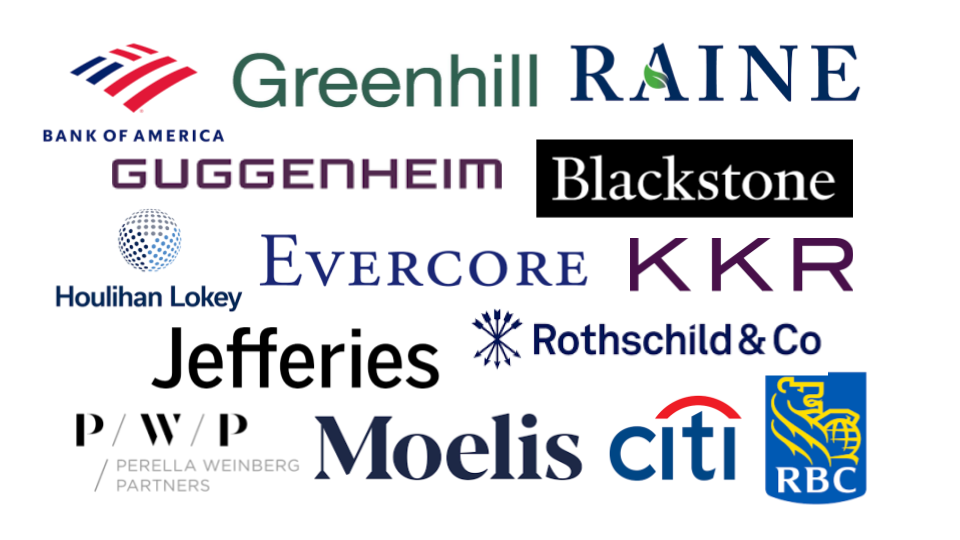 Greenhill
RAINE
BANK OF AMERICA
GUGGENHEIM
Blackstone
EVERCORE
KKR
Houlihan Lokey
Rothschild & Co
Jefferies
P / W / P
/ PERELLA WEINBERG
PARTNERS
Moelis
citi
RBC